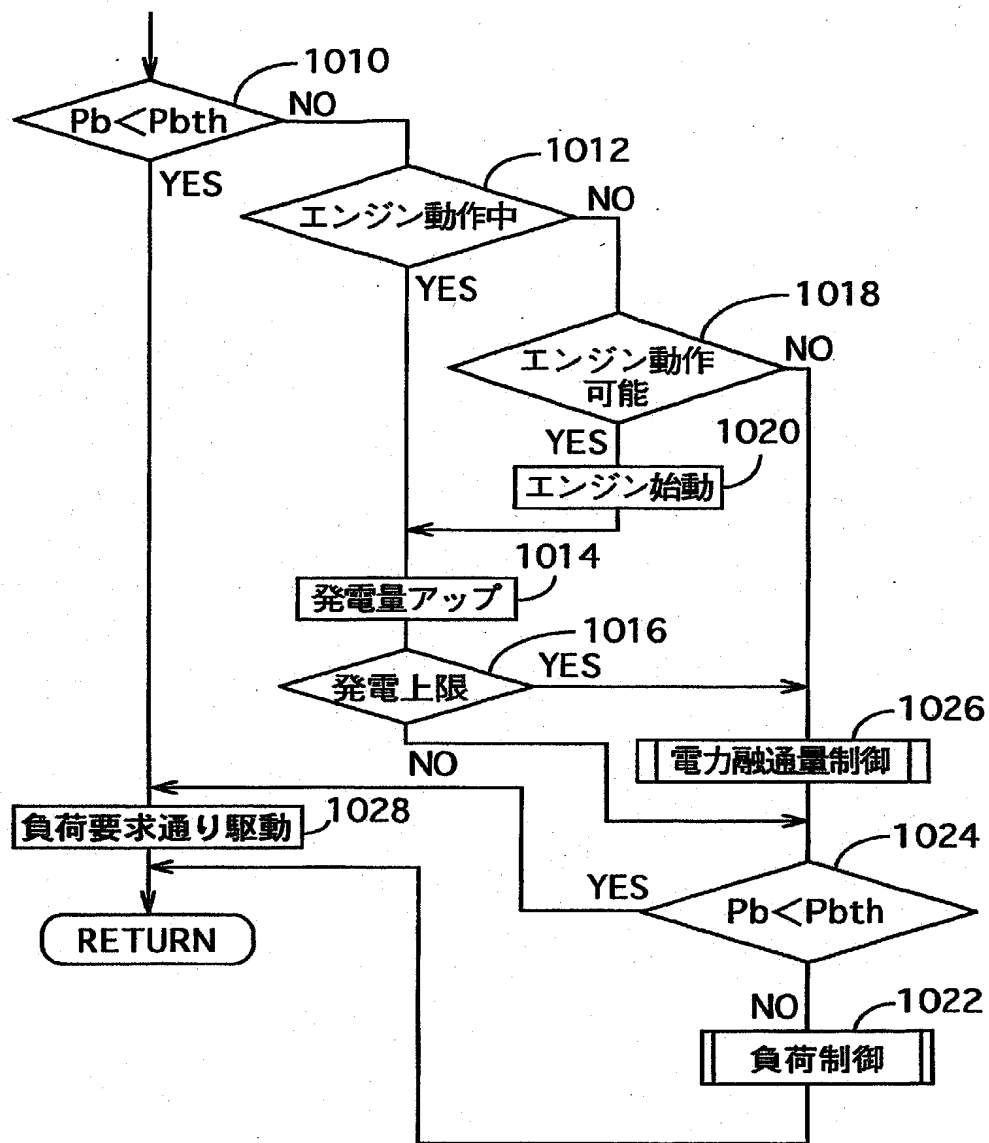 1010
Pb<Pbth
NO
YES
1012
エンジン動作中
NO
YES
1018
エンジン動作
可能
NO
YES
1020
エンジン始動
1014
発電量アップ
1016
発電上限
YES
NO
1026
電力融通量制御
1028
負荷要求通り駆動
1024
Pb<Pbth
YES
NO
RETURN
1022
負荷制御